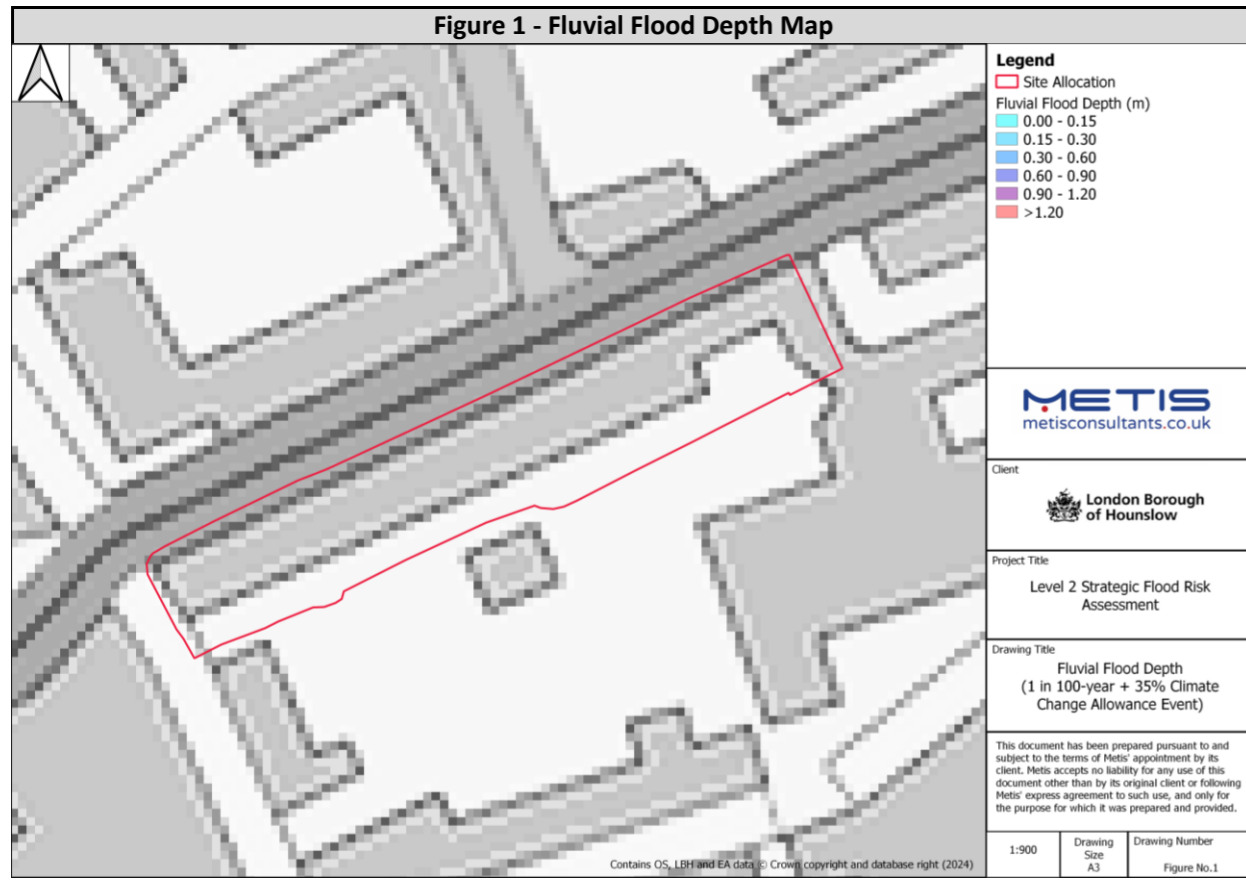 Figure 1 - Fluvial Flood Depth Map
Legend
Site Allocation
Fluvial Flood Depth (m)
0.00 - 0.15
0.15 - 0.30
0.30 - 0.60
0.60 - 0.90
0.90 - 1.20
>1.20
METIS
metisconsultants.co.uk
Client
London Borough
of Hounslow
Project Title
Level 2 Strategic Flood Risk
Assessment
Drawing Title
Fluvial Flood Depth
(1 in 100-year + 35% Climate
Change Allowance Event)
This document has been prepared pursuant to and
subject to the terms of Metis' appointment by its
client. Metis accepts no liability for any use of this
document other than by its original client or following
Metis' express agreement to such use, and only for
the purpose for which it was prepared and provided.
1:900
Drawing
Size
A3
Drawing Number
Figure No.1
Contains OS, LBH and EA data © Crown copyright and database right (2024)